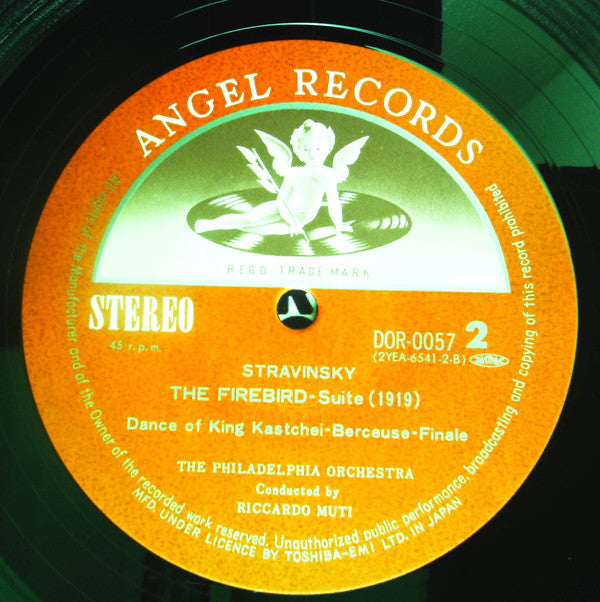 ANGEL RECORDS
REGD TRADE MARK
STEREO
45 r.p.m.
DOR-0057 2
(2YEA-6541-2-B)
STRAVINSKY
THE FIREBIRD-Suite (1919)
Dance of King Kastchei-Berceuse-Finale
THE PHILADELPHIA ORCHESTRA
Conducted by
RICCARDO MUTI
All rights of the Manufacturer and of the Owner of the recorded work reserved. Unauthorized public performance, broadcasting and copying of this record prohibited
MFD. UNDER LICENCE BY TOSHIBA-EMI LTD. IN JAPAN